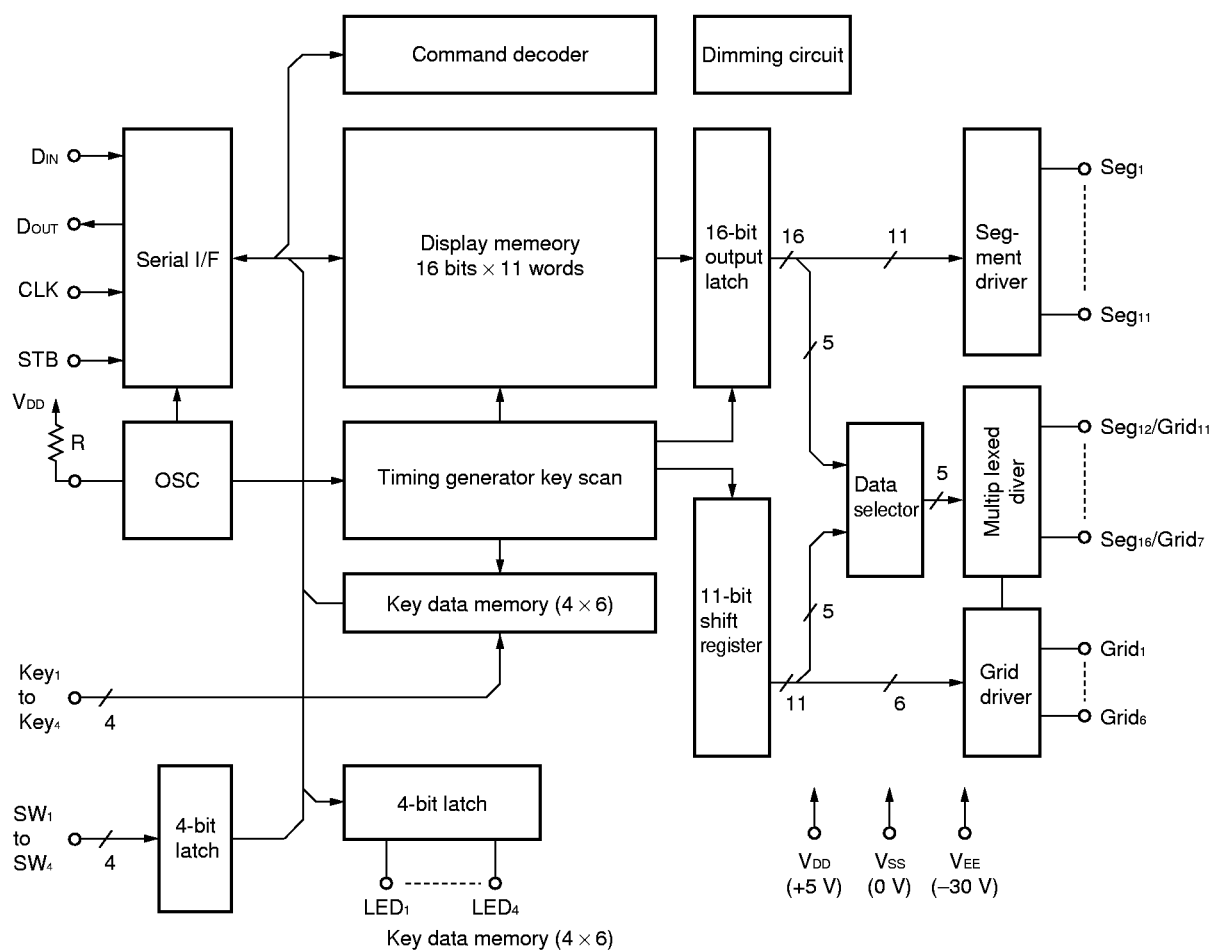 Command decoder
Dimming circuit
DIN
DOUT
CLK
STB
Serial I/F
Display memeory
16 bits × 11 words
16-bit
output
latch
16
11
Seg-
ment
driver
Seg1
Seg11
5
VDD
R
OSC
Timing generator key scan
Data
selector
5
Multip lexed
diver
Seg12/Grid11
Seg16/Grid7
Key data memory (4 × 6)
11-bit
shift
register
5
11
6
Grid
driver
Grid1
Grid6
Key1
to
Key4
4
SW1
to
SW4
4
4-bit
latch
4-bit latch
LED1
LED4
Key data memory (4 × 6)
VDD
(+5 V)
VSS
(0 V)
VEE
(−30 V)